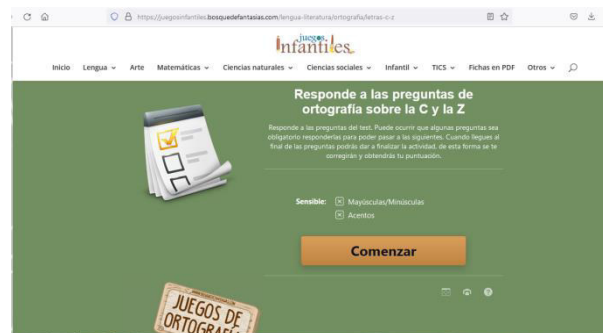 https://juegosinfantiles.bosquedefantasias.com/lengua-literatura/ortografia/letras-c-z
juegos
Infantiles
Inicio Lengua Arte Matemáticas Ciencias naturales Ciencias sociales Infantil TICS Fichas en PDF Otros
Responde a las preguntas de
ortografía sobre la C y la Z
Responde a las preguntas del test. Puede ocurrir que algunas preguntas sea
obligatorio responderlas para poder pasar a las siguientes. Cuando llegues al
final de las preguntas podrás dar a finalizar la actividad, de esta forma se te
corregirán y obtendrás tu puntuación.
Sensible: Mayúsculas/Minúsculas
Acentos
Comenzar
JUEGOS DE
ORTOGRAFÍA